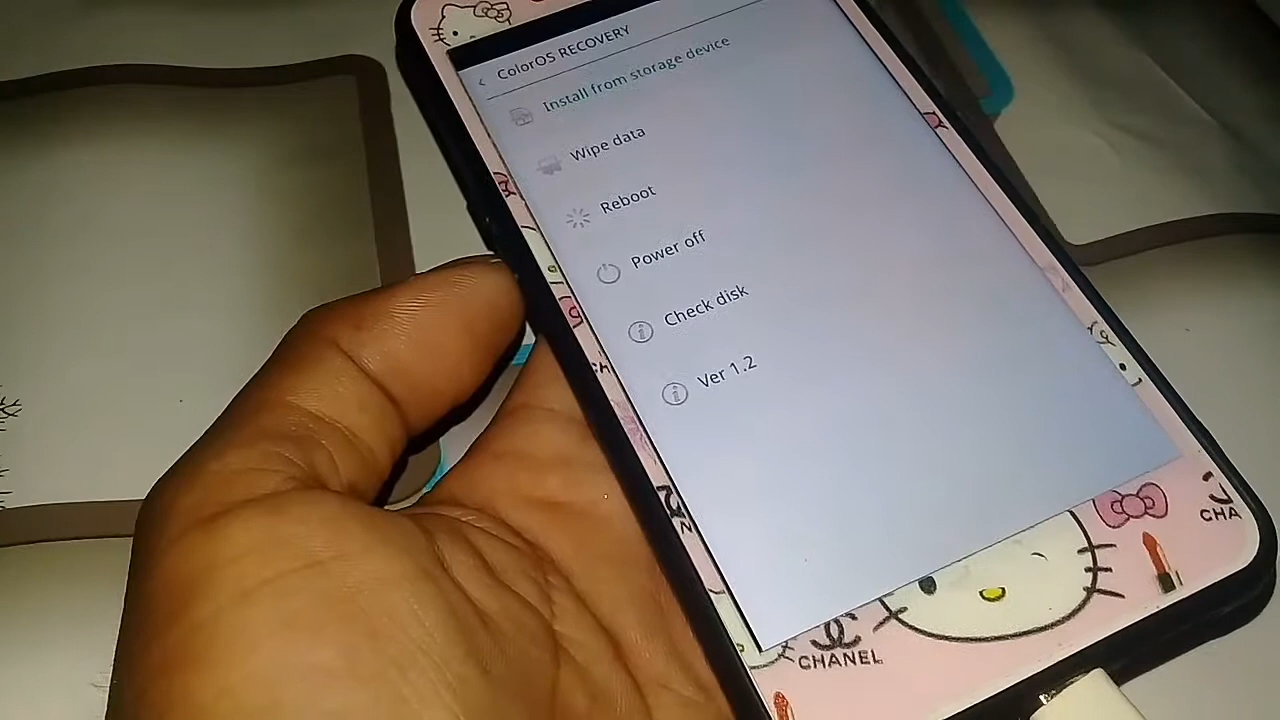 ColorOS RECOVERY
Install from storage device
Wipe data
Reboot
Power off
Check disk
Ver 1.2
CHANEL
CHA